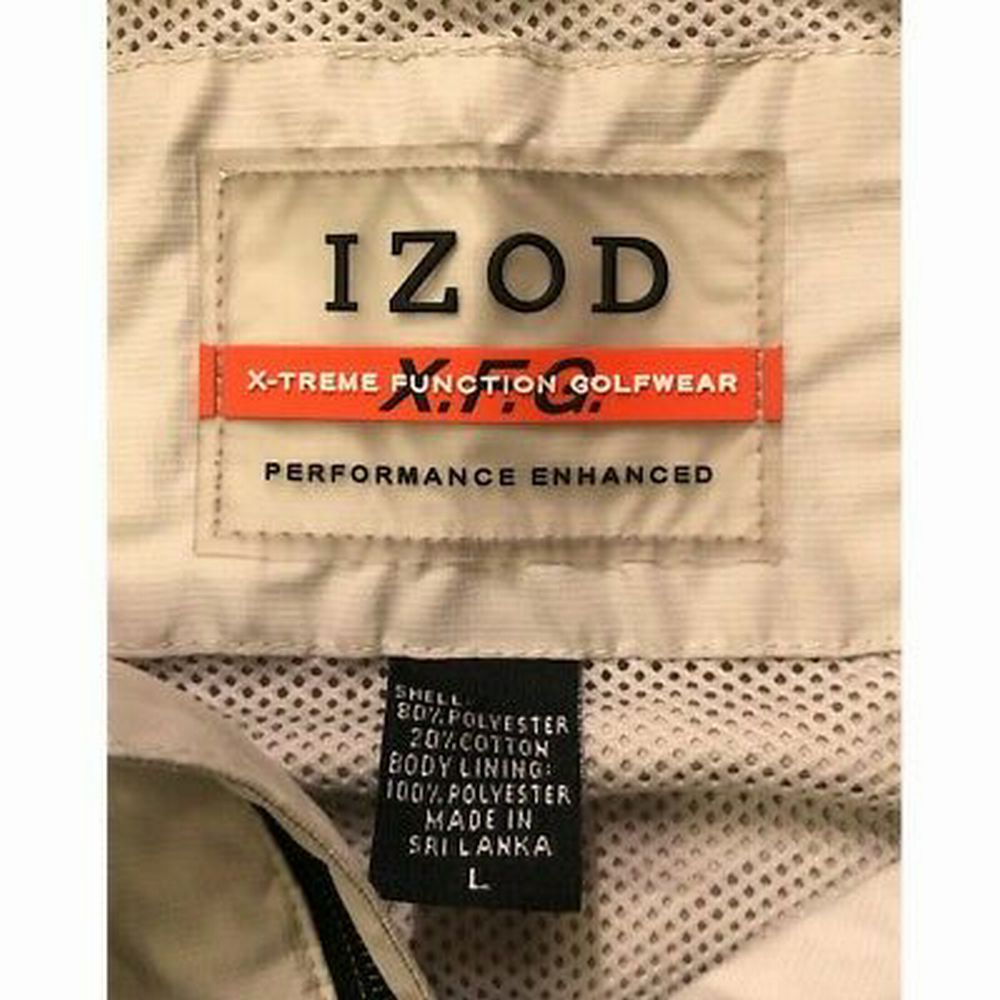 IZOD
X.F.G.
X-TREME FUNCTION GOLFWEAR
PERFORMANCE ENHANCED
SHELL
80% POLYESTER
20% COTTON
BODY LINING:
100% POLYESTER
MADE IN
SRI LANKA
L